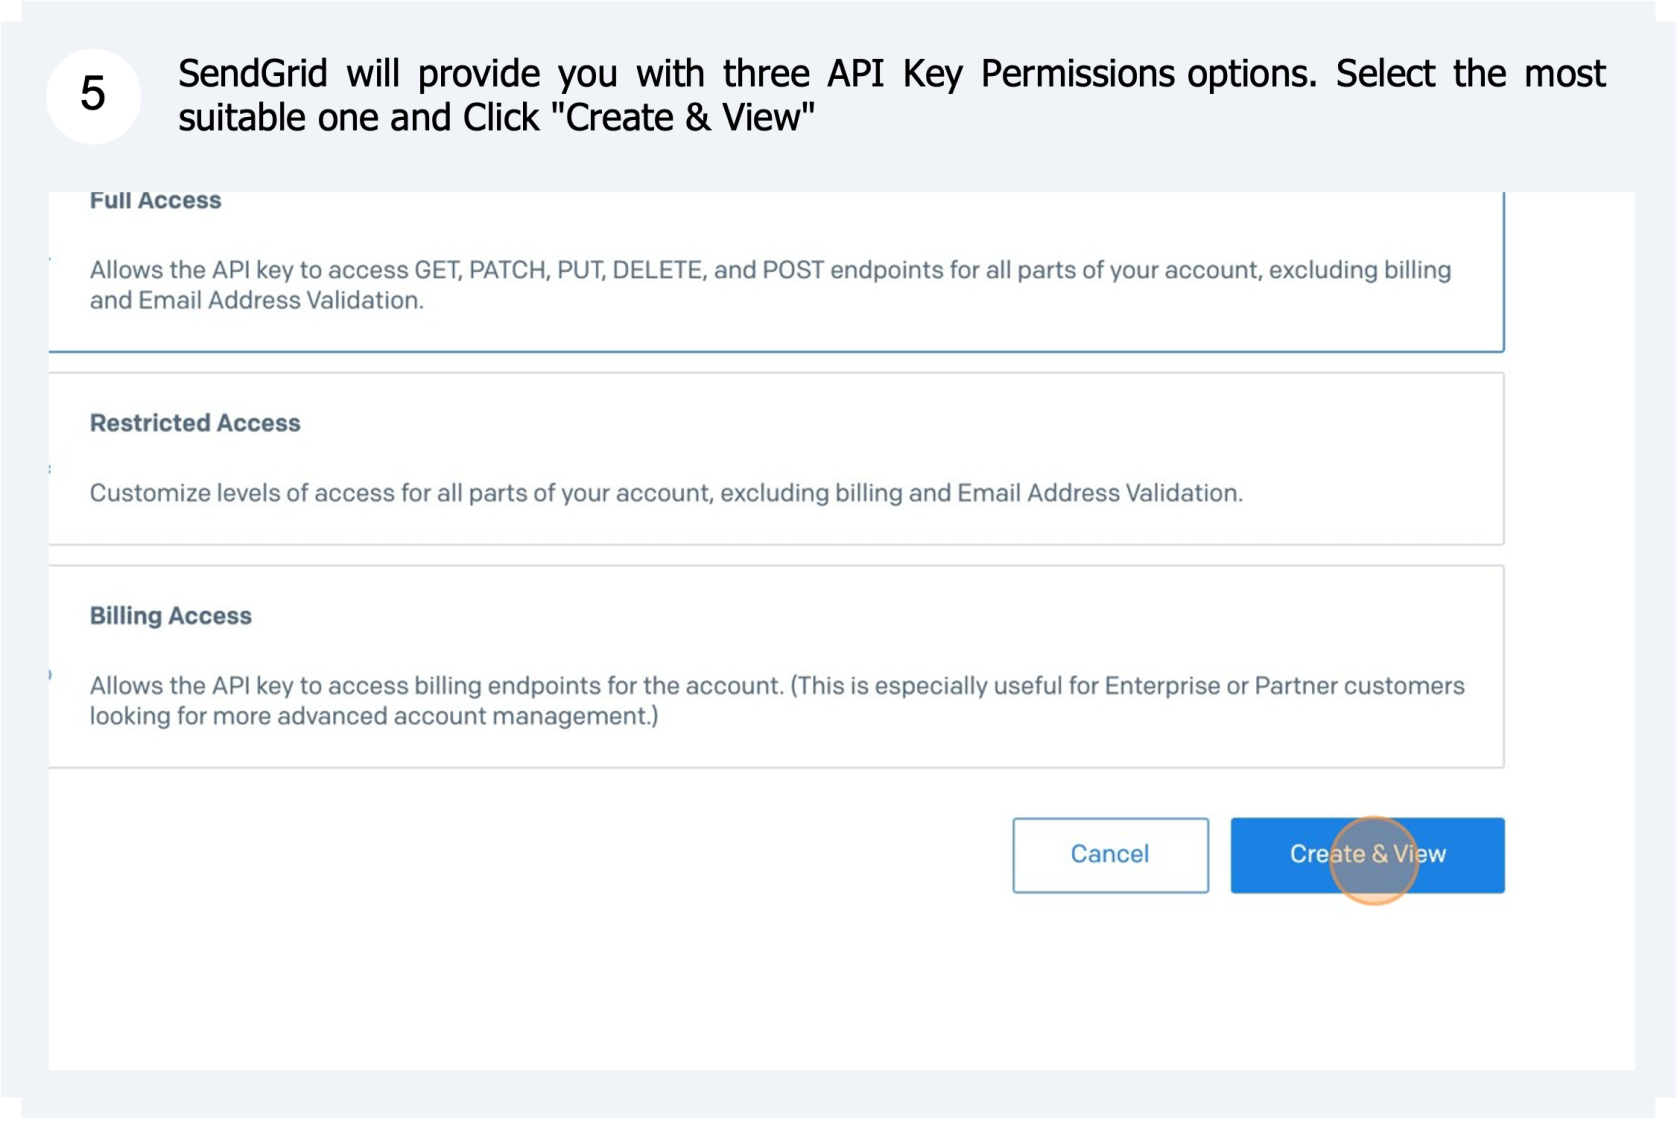 5
SendGrid will provide you with three API Key Permissions options. Select the most
suitable one and Click "Create & View"
Full Access
Allows the API key to access GET, PATCH, PUT, DELETE, and POST endpoints for all parts of your account, excluding billing
and Email Address Validation.
Restricted Access
Customize levels of access for all parts of your account, excluding billing and Email Address Validation.
Billing Access
Allows the API key to access billing endpoints for the account. (This is especially useful for Enterprise or Partner customers
looking for more advanced account management.)
Cancel
Create & View